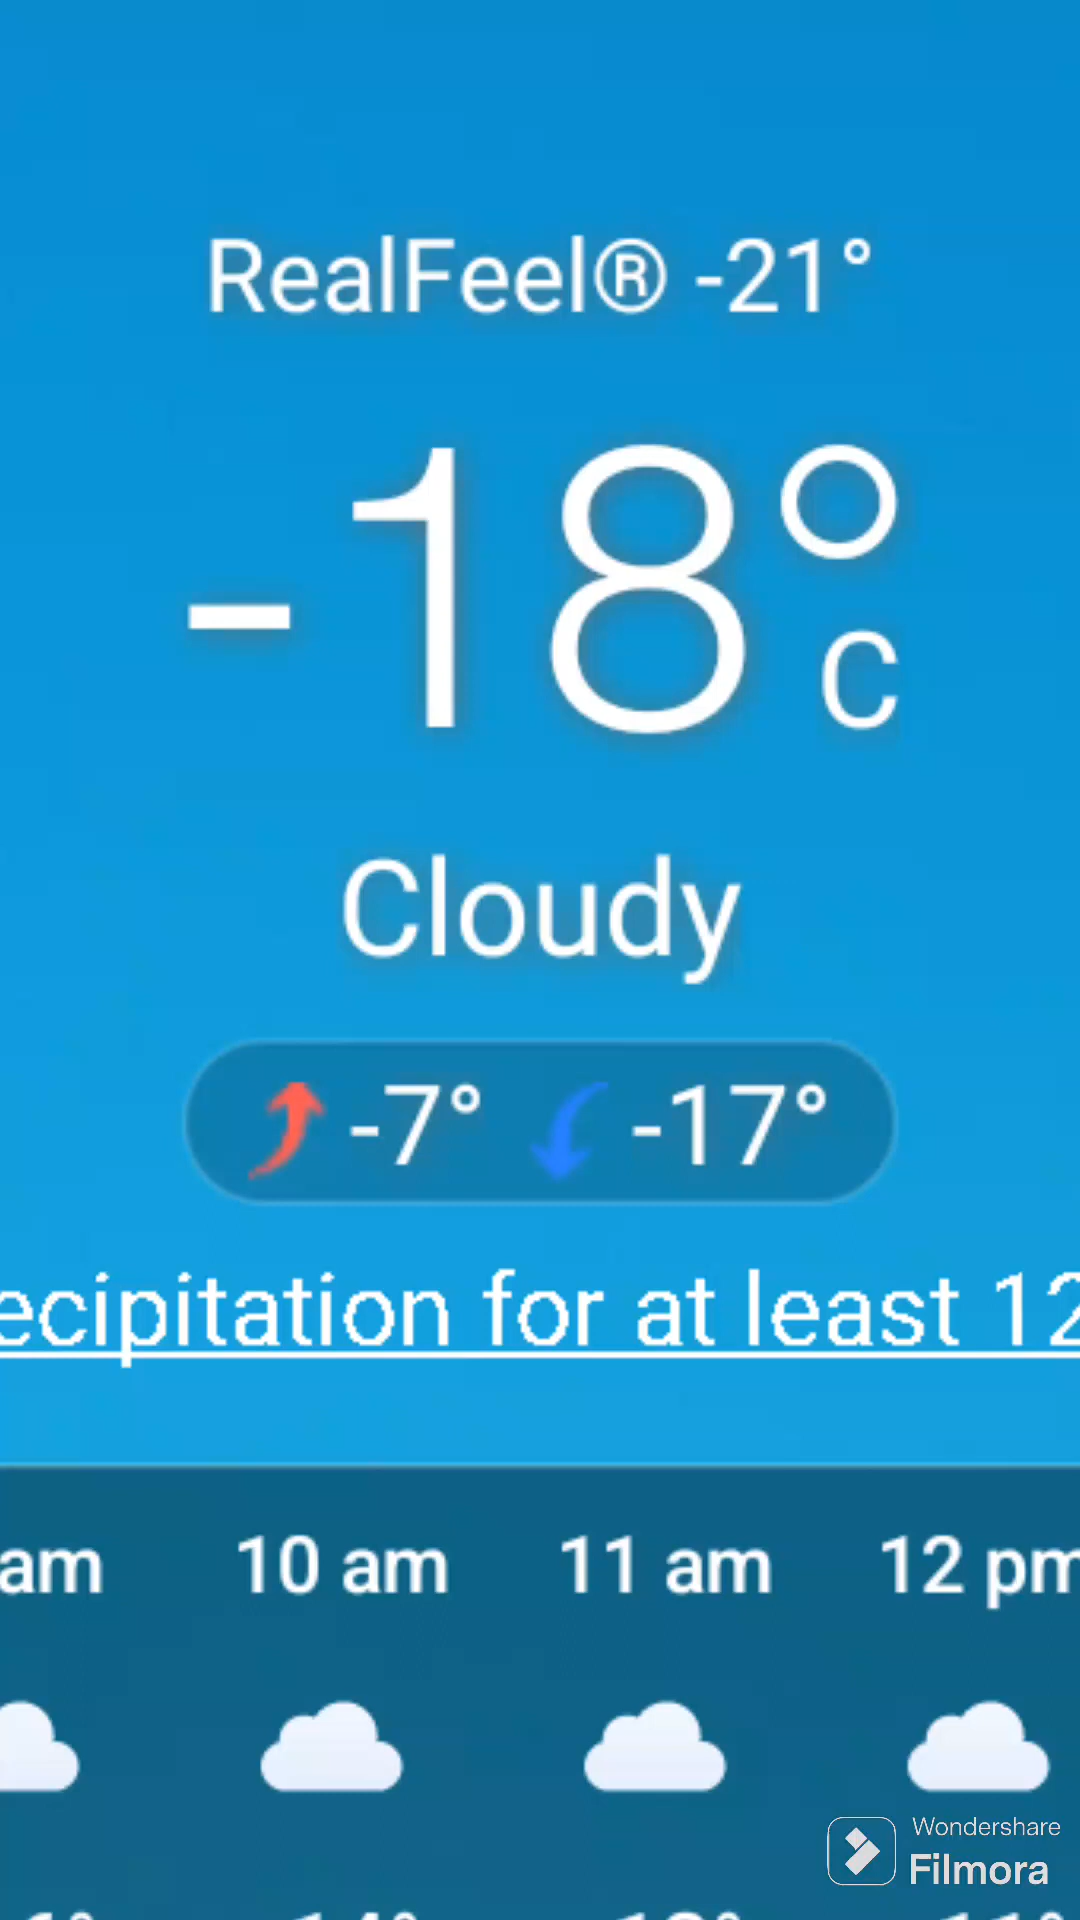 RealFeel® -21°
-18°
C
Cloudy
-7° -17°
ecipitation for at least 12
am 10 am 11 am 12 pm
Wondershare
Filmora